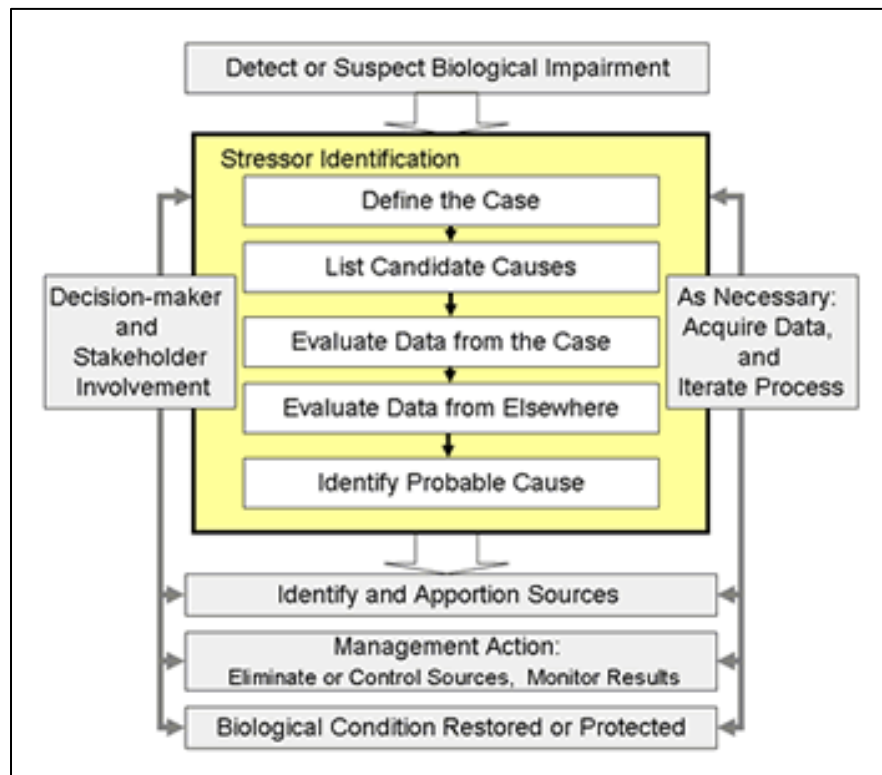 Detect or Suspect Biological Impairment
Stressor Identification
Define the Case
List Candidate Causes
Evaluate Data from the Case
Evaluate Data from Elsewhere
Identify Probable Cause
Decision-maker
and
Stakeholder
Involvement
As Necessary:
Acquire Data,
and
Iterate Process
Identify and Apportion Sources
Management Action:
Eliminate or Control Sources, Monitor Results
Biological Condition Restored or Protected